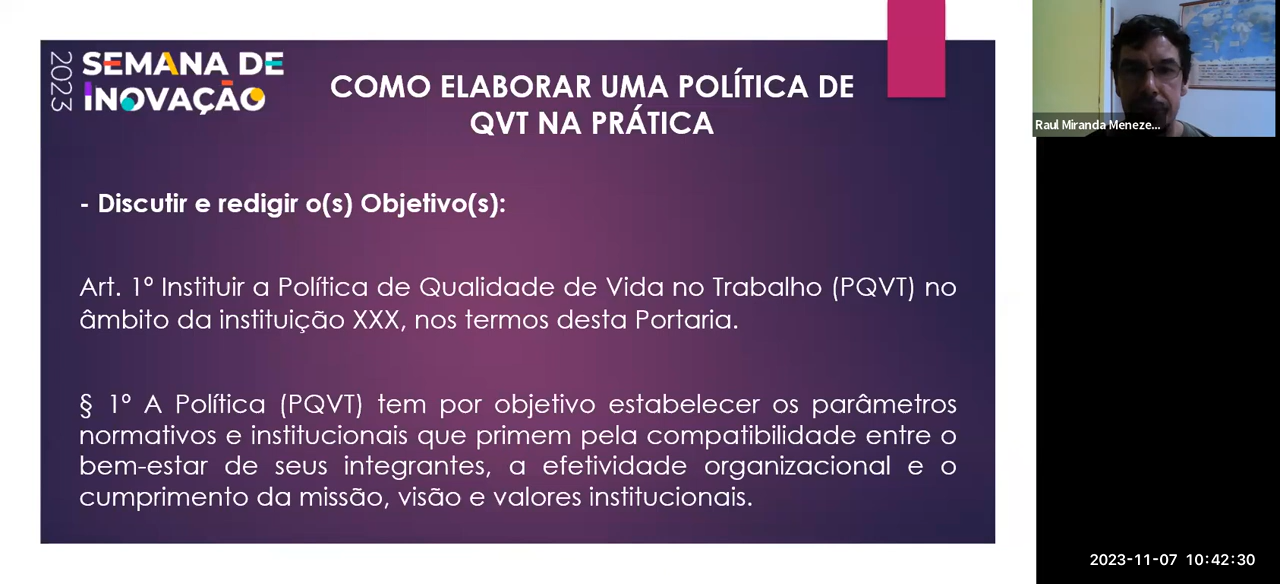 2023
SEMANA DE
INOVAÇÃO
COMO ELABORAR UMA POLÍTICA DE
QVT NA PRÁTICA
- Discutir e redigir o(s) Objetivo(s):
Art. 1º Instituir a Política de Qualidade de Vida no Trabalho (PQVT) no
âmbito da instituição XXX, nos termos desta Portaria.
§ 1º A Política (PQVT) tem por objetivo estabelecer os parâmetros
normativos e institucionais que primem pela compatibilidade entre o
bem-estar de seus integrantes, a efetividade organizacional e o
cumprimento da missão, visão e valores institucionais.
Raul Miranda Meneze...
2023-11-07 10:42:30